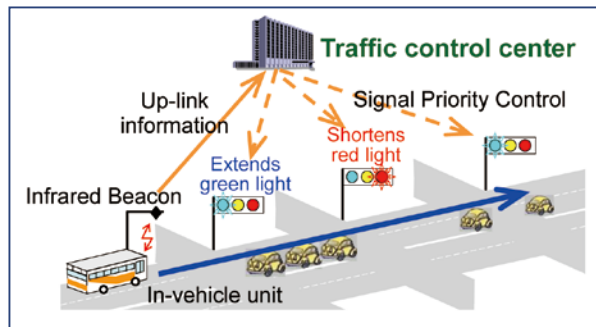 Traffic control center
Up-link
information
Signal Priority Control
Shortens
red light
Extends
green light
Infrared Beacon
In-vehicle unit